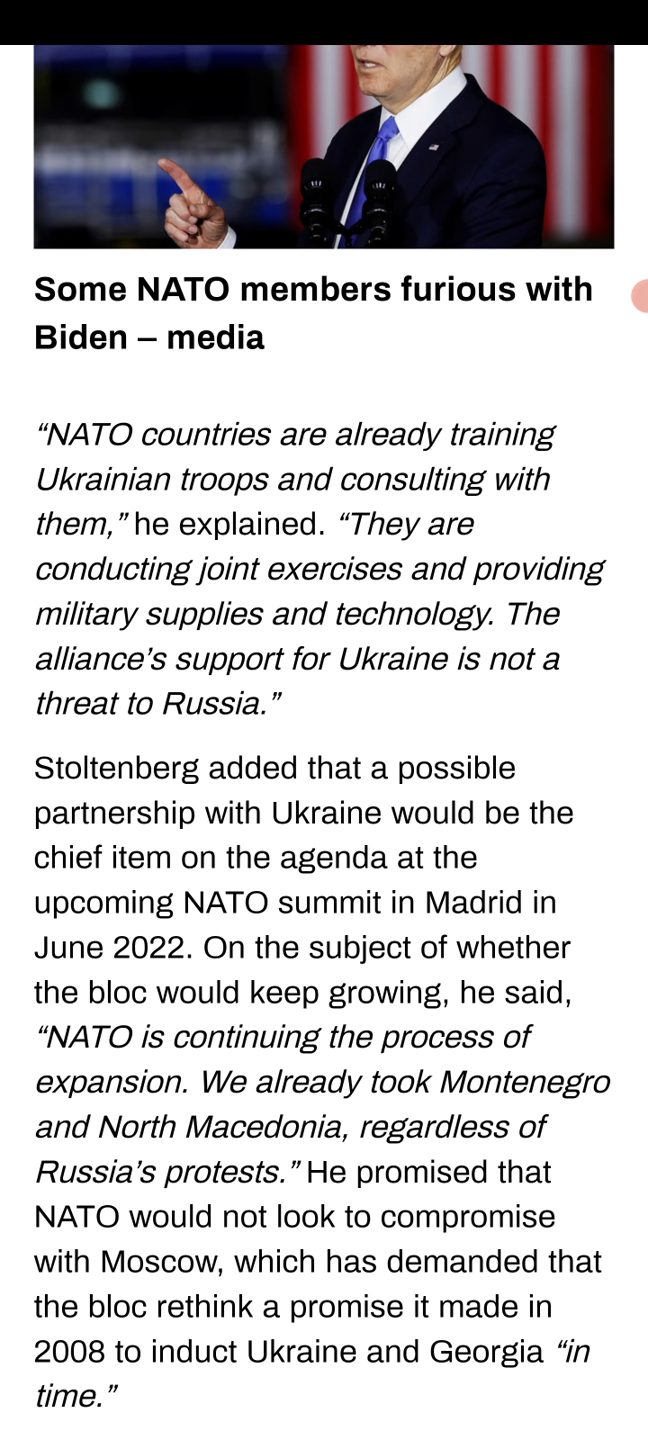 Some NATO members furious with
Biden – media
“NATO countries are already training
Ukrainian troops and consulting with
them,” he explained. “They are
conducting joint exercises and providing
military supplies and technology. The
alliance’s support for Ukraine is not a
threat to Russia.”
Stoltenberg added that a possible
partnership with Ukraine would be the
chief item on the agenda at the
upcoming NATO summit in Madrid in
June 2022. On the subject of whether
the bloc would keep growing, he said,
“NATO is continuing the process of
expansion. We already took Montenegro
and North Macedonia, regardless of
Russia’s protests.” He promised that
NATO would not look to compromise
with Moscow, which has demanded that
the bloc rethink a promise it made in
2008 to induct Ukraine and Georgia “in
time.”